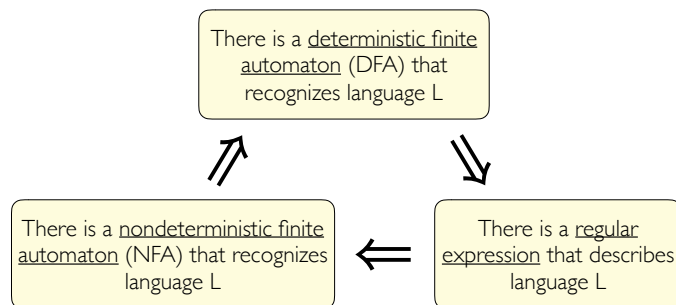 There is a deterministic finite
automaton (DFA) that
recognizes language L
There is a nondeterministic finite
automaton (NFA) that recognizes
language L
There is a regular
expression that describes
language L